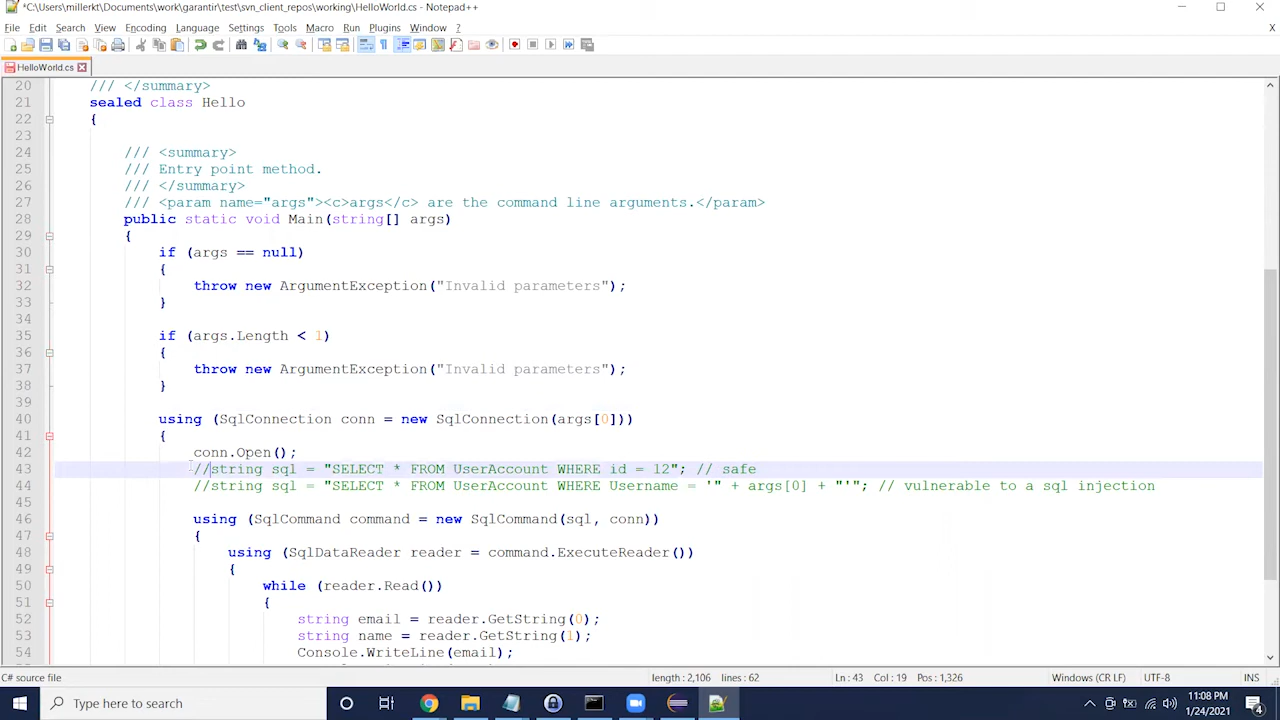 *C:\Users\millerkt\Documents\work\garantir\test\svn_client_repos\working\HelloWorld.cs - Notepad++
File Edit Search View Encoding Language Settings Tools Macro Run Plugins Window ? X
HelloWorld.cs
20 /// </summary>
21 sealed class Hello
22 {
23
24 /// <summary>
25 /// Entry point method.
26 /// </summary>
27 /// <param name="args"><c>args</c> are the command line arguments.</param>
28 public static void Main(string[] args)
29 {
30 if (args == null)
31 {
32 throw new ArgumentException("Invalid parameters");
33 }
34
35 if (args.Length < 1)
36 {
37 throw new ArgumentException("Invalid parameters");
38 }
39
40 using (SqlConnection conn = new SqlConnection(args[0]))
41 {
42 conn.Open();
43 //string sql = "SELECT * FROM UserAccount WHERE id = 12"; // safe
44 //string sql = "SELECT * FROM UserAccount WHERE Username = '" + args[0] + "'"; // vulnerable to a sql injection
45
46 using (SqlCommand command = new SqlCommand(sql, conn))
47 {
48 using (SqlDataReader reader = command.ExecuteReader())
49 {
50 while (reader.Read())
51 {
52 string email = reader.GetString(0);
53 string name = reader.GetString(1);
54 Console.WriteLine(email);
C# source file length : 2,106 lines : 62 Ln : 43 Col : 19 Pos : 1,326 Windows (CR LF) UTF-8 INS
Type here to search
11:08 PM
1/24/2021
4